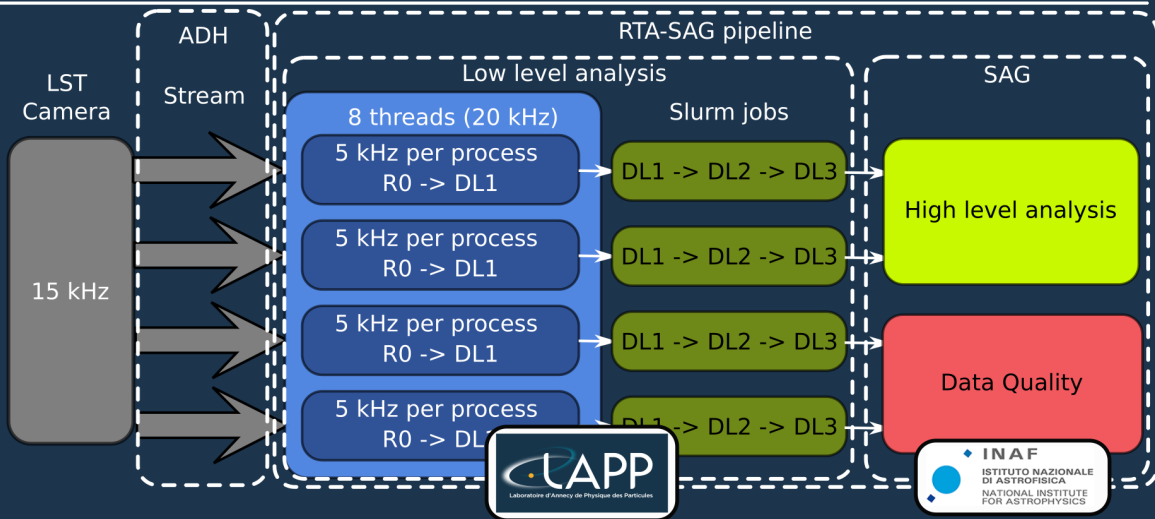 ADH
RTA-SAG pipeline
LST
Camera
Stream
Low level analysis
SAG
8 threads (20 kHz)
Slurm jobs
15 kHz
5 kHz per process
R0 -> DL1
DL1 -> DL2 -> DL3
5 kHz per process
R0 -> DL1
DL1 -> DL2 -> DL3
High level analysis
5 kHz per process
R0 -> DL1
DL1 -> DL2 -> DL3
5 kHz per process
R0 -> DL
DL1 -> DL2 -> DL3
Data Quality
LAPP
Laboratoire d'Annecy de Physique des Particules
INAF
ISTITUTO NAZIONALE
DI ASTROFISICA
NATIONAL INSTITUTE
FOR ASTROPHYSICS